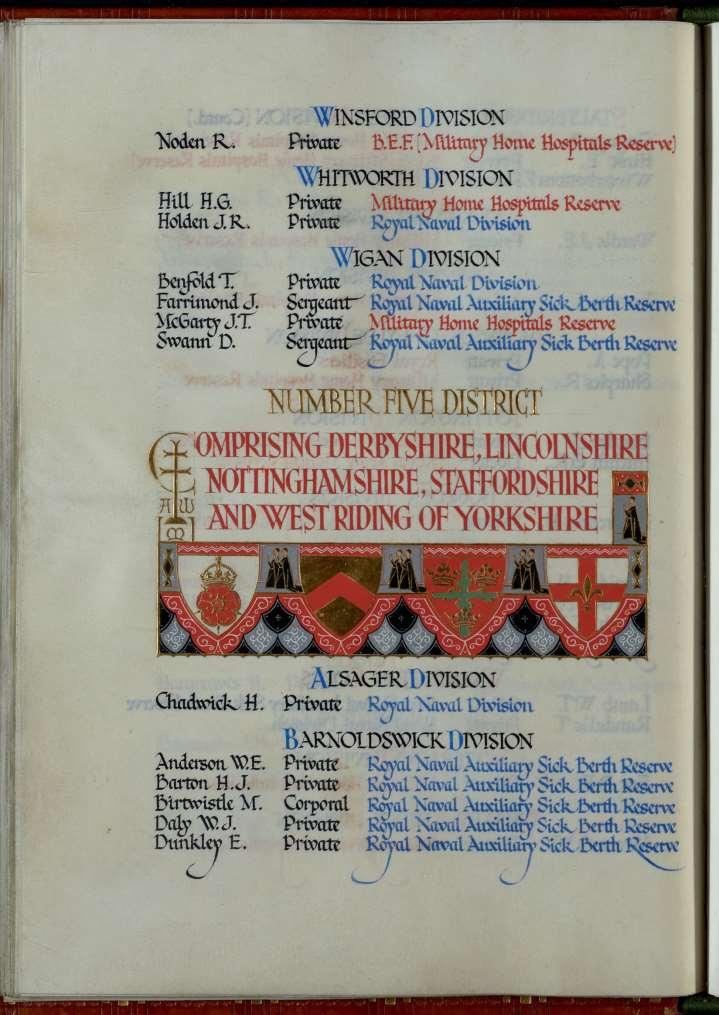 WINSFORD DIVISION
Noden R. Private B.E.F. (Military Home Hospitals Reserve)
WHITWORTH DIVISION
Hill H.G. Private Military Home Hospitals Reserve
Holden J.R. Private Royal Naval Division
WIGAN DIVISION
Benfold T. Private Royal Naval Division
Farrimond J. Sergeant Royal Naval Auxiliary Sick Berth Reserve
McGarty J.T. Private Military Home Hospitals Reserve
Swann D. Sergeant Royal Naval Auxiliary Sick Berth Reserve
NUMBER FIVE DISTRICT
COMPRISING DERBYSHIRE, LINCOLNSHIRE
NOTTINGHAMSHIRE, STAFFORDSHIRE
AND WEST RIDING OF YORKSHIRE
ALSAGER DIVISION
Chadwick H. Private Royal Naval Division
BARNOLDSWICK DIVISION
Anderson W.E. Private Royal Naval Auxiliary Sick Berth Reserve
Barton H.J. Private Royal Naval Auxiliary Sick Berth Reserve
Birtwistle M. Corporal Royal Naval Auxiliary Sick Berth Reserve
Daly W.J. Private Royal Naval Auxiliary Sick Berth Reserve
Dunkley E. Private Royal Naval Auxiliary Sick Berth Reserve